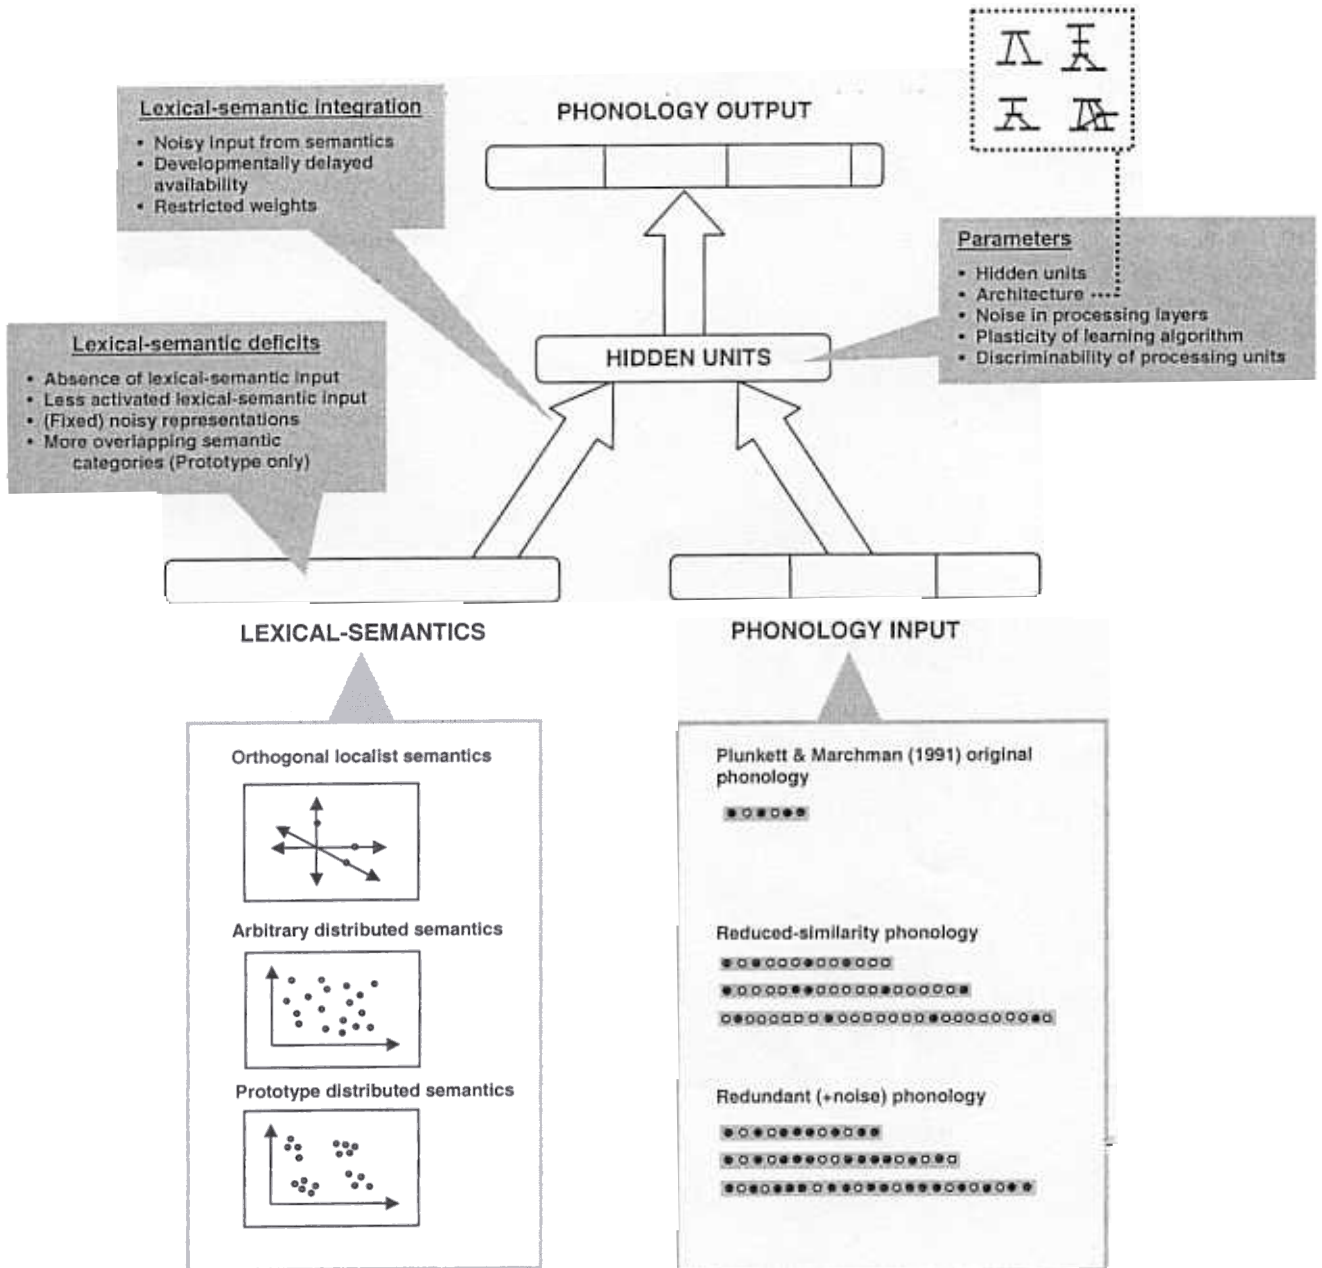 Lexical-semantic integration
• Noisy input from semantics
• Developmentally delayed
availability
• Restricted weights
PHONOLOGY OUTPUT
Parameters
• Hidden units
• Architecture
• Noise in processing layers
• Plasticity of learning algorithm
• Discriminability of processing units
Lexical-semantic deficits
• Absence of lexical-semantic input
• Less activated lexical-semantic input
• (Fixed) noisy representations
• More overlapping semantic
categories (Prototype only)
HIDDEN UNITS
LEXICAL-SEMANTICS
PHONOLOGY INPUT
Orthogonal localist semantics
Arbitrary distributed semantics
Prototype distributed semantics
Plunkett & Marchman (1991) original
phonology
Reduced-similarity phonology
Redundant (+noise) phonology